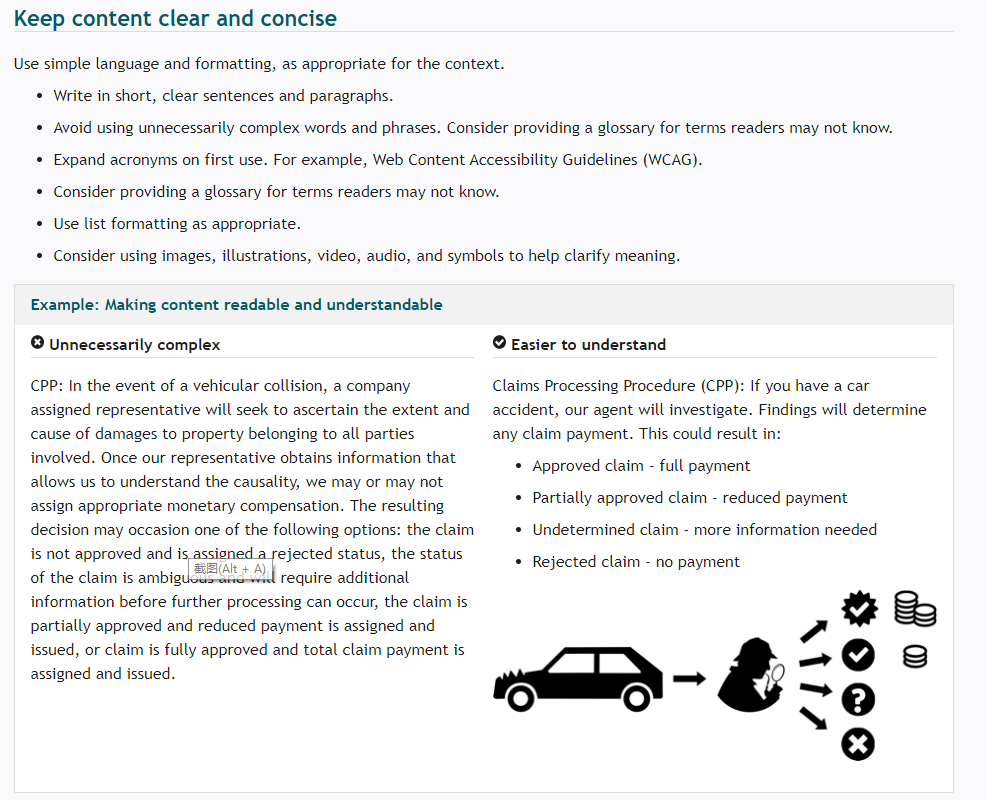 Keep content clear and concise
Use simple language and formatting, as appropriate for the context.
• Write in short, clear sentences and paragraphs.
• Avoid using unnecessarily complex words and phrases. Consider providing a glossary for terms readers may not know.
• Expand acronyms on first use. For example, Web Content Accessibility Guidelines (WCAG).
• Consider providing a glossary for terms readers may not know.
• Use list formatting as appropriate.
• Consider using images, illustrations, video, audio, and symbols to help clarify meaning.
Example: Making content readable and understandable
Unnecessarily complex
CPP: In the event of a vehicular collision, a company
assigned representative will seek to ascertain the extent and
cause of damages to property belonging to all parties
involved. Once our representative obtains information that
allows us to understand the causality, we may or may not
assign appropriate monetary compensation. The resulting
decision may occasion one of the following options: the claim
is not approved and is assigned a rejected status, the status
of the claim is ambiguous and will require additional
information before further processing can occur, the claim is
partially approved and reduced payment is assigned and
issued, or claim is fully approved and total claim payment is
assigned and issued.
截图(Alt + A)
Easier to understand
Claims Processing Procedure (CPP): If you have a car
accident, our agent will investigate. Findings will determine
any claim payment. This could result in:
• Approved claim - full payment
• Partially approved claim - reduced payment
• Undetermined claim - more information needed
• Rejected claim - no payment
?